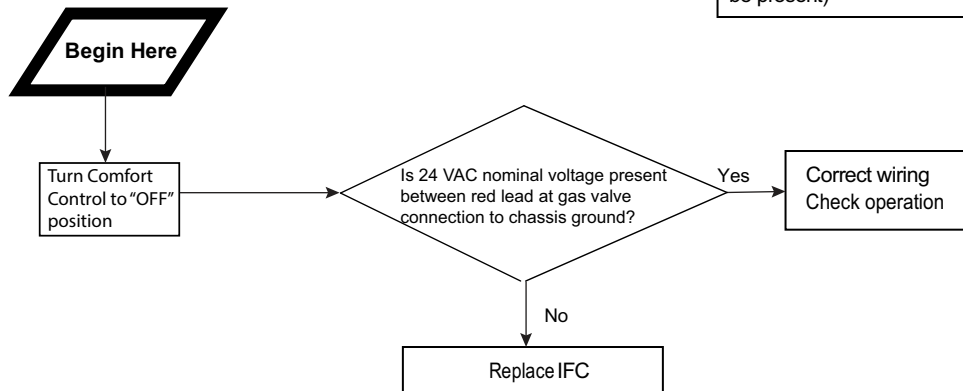 be present)
Begin Here
Turn Comfort
Control to “OFF”
position
Is 24 VAC nominal voltage present
between red lead at gas valve
connection to chassis ground?
Yes
Correct wiring
Check operation
No
Replace IFC